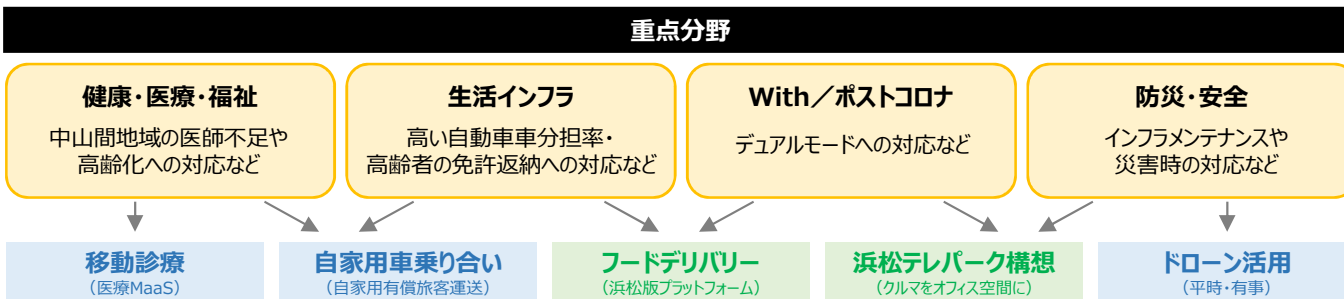 重点分野
健康・医療・福祉
中山間地域の医師不足や
高齢化への対応など
生活インフラ
高い自動車車分担率・
高齢者の免許返納への対応など
With／ポストコロナ
デュアルモードへの対応など
防災・安全
インフラメンテナンスや
災害時の対応など
移動診療
（医療MaaS）
自家用車乗り合い
（自家用有償旅客運送）
フードデリバリー
（浜松版プラットフォーム）
浜松テレパーク構想
（クルマをオフィス空間に）
ドローン活用
（平時・有事）